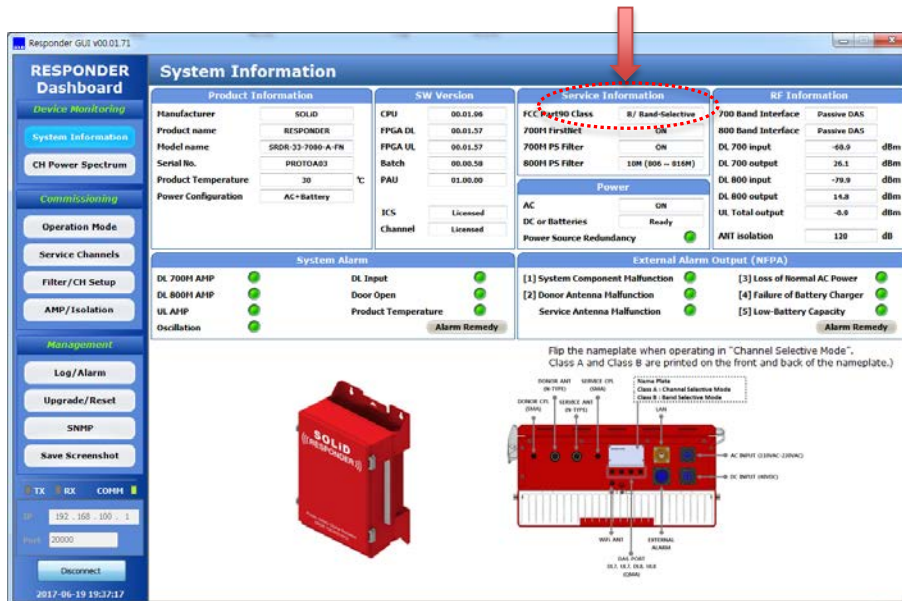 Responder GUI v00.01.71
RESPONDER
Dashboard
Device Monitoring
System Information
CH Power Spectrum
Commissioning
Operation Mode
Service Channels
Filter/CH Setup
AMP/Isolation
Management
Log/Alarm
Upgrade/Reset
SNMP
Save Screenshot
TX RX COMM
IP 192 . 168 . 100 . 1
Port 20000
Disconnect
2017-06-19 19:37:17
System Information
Product Information
Manufacturer SOLiD
Product name RESPONDER
Model name SRDR-33-7080-A-FN
Serial No. PROTOA03
Product Temperature 30 ℃
Power Configuration AC+Battery
SW Version
CPU 00.01.96
FPGA DL 00.01.57
FPGA UL 00.01.57
Batch 00.00.58
PAU 01.00.00
ICS Licensed
Channel Licensed
Service Information
FCC Part90 Class B/ Band-Selective
700M FirstNet ON
700M PS Filter ON
800M PS Filter 10M (806 ~ 816M)
Power
AC ON
DC or Batteries Ready
Power Source Redundancy
RF Information
700 Band Interface Passive DAS
800 Band Interface Passive DAS
DL 700 input -68.9 dBm
DL 700 output 26.1 dBm
DL 800 input -79.9 dBm
DL 800 output 14.8 dBm
UL Total output -0.9 dBm
ANT isolation 120 dB
System Alarm
DL 700M AMP DL Input
DL 800M AMP Door Open
UL AMP Product Temperature
Oscillation Alarm Remedy
External Alarm Output (NFPA)
[1] System Component Malfunction [3] Loss of Normal AC Power
[2] Donor Antenna Malfunction [4] Failure of Battery Charger
Service Antenna Malfunction [5] Low-Battery Capacity
Alarm Remedy
Flip the nameplate when operating in "Channel Selective Mode".
Class A and Class B are printed on the front and back of the nameplate.)
SOLiD
((RESPONDER))
DONOR CPL
(SMA)
DONOR ANT
(N-TYPE)
SERVICE ANT
(N-TYPE)
SERVICE CPL
(SMA)
Name Plate
Class A : Channel Selective Mode
Class B : Band Selective Mode
LAN
AC INPUT (110VAC-220VAC)
DC INPUT (48VDC)
WiFi ANT
EXTERNAL
ALARM
DAS PORT
DL7, UL7, DL8, UL8
(QMA)